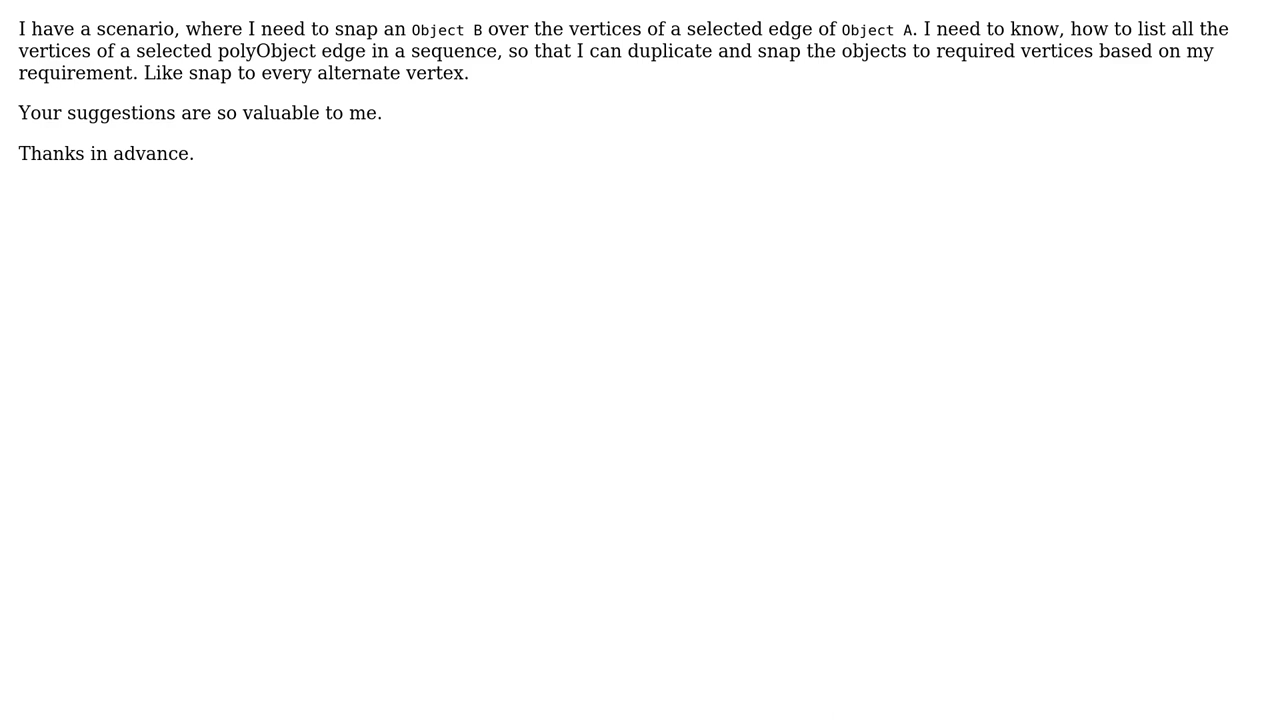 I have a scenario, where I need to snap an Object B over the vertices of a selected edge of Object A. I need to know, how to list all the
vertices of a selected polyObject edge in a sequence, so that I can duplicate and snap the objects to required vertices based on my
requirement. Like snap to every alternate vertex.
Your suggestions are so valuable to me.
Thanks in advance.